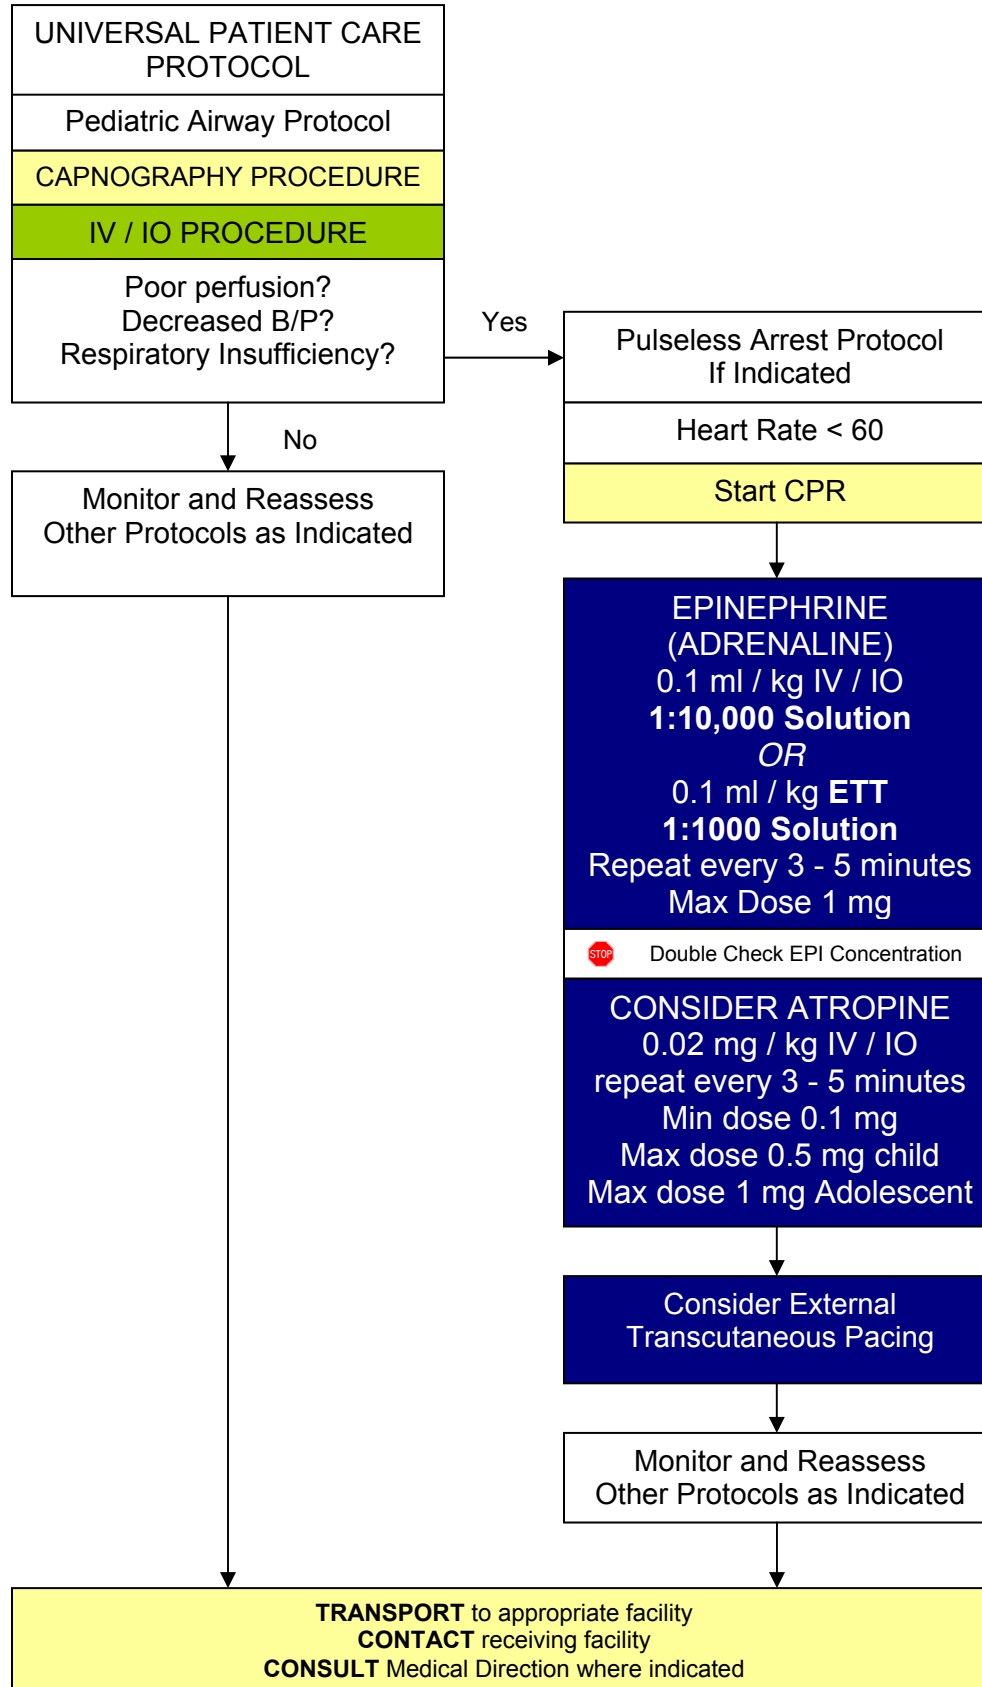 UNIVERSAL PATIENT CARE
PROTOCOL
Pediatric Airway Protocol
CAPNOGRAPHY PROCEDURE
IV / IO PROCEDURE
Poor perfusion?
Decreased B/P?
Respiratory Insufficiency?
Yes
No
Monitor and Reassess
Other Protocols as Indicated
Pulseless Arrest Protocol
If Indicated
Heart Rate < 60
Start CPR
EPINEPHRINE
(ADRENALINE)
0.1 ml / kg IV / IO
1:10,000 Solution
OR
0.1 ml / kg ETT
1:1000 Solution
Repeat every 3 - 5 minutes
Max Dose 1 mg
STOP Double Check EPI Concentration
CONSIDER ATROPINE
0.02 mg / kg IV / IO
repeat every 3 - 5 minutes
Min dose 0.1 mg
Max dose 0.5 mg child
Max dose 1 mg Adolescent
Consider External
Transcutaneous Pacing
Monitor and Reassess
Other Protocols as Indicated
TRANSPORT to appropriate facility
CONTACT receiving facility
CONSULT Medical Direction where indicated